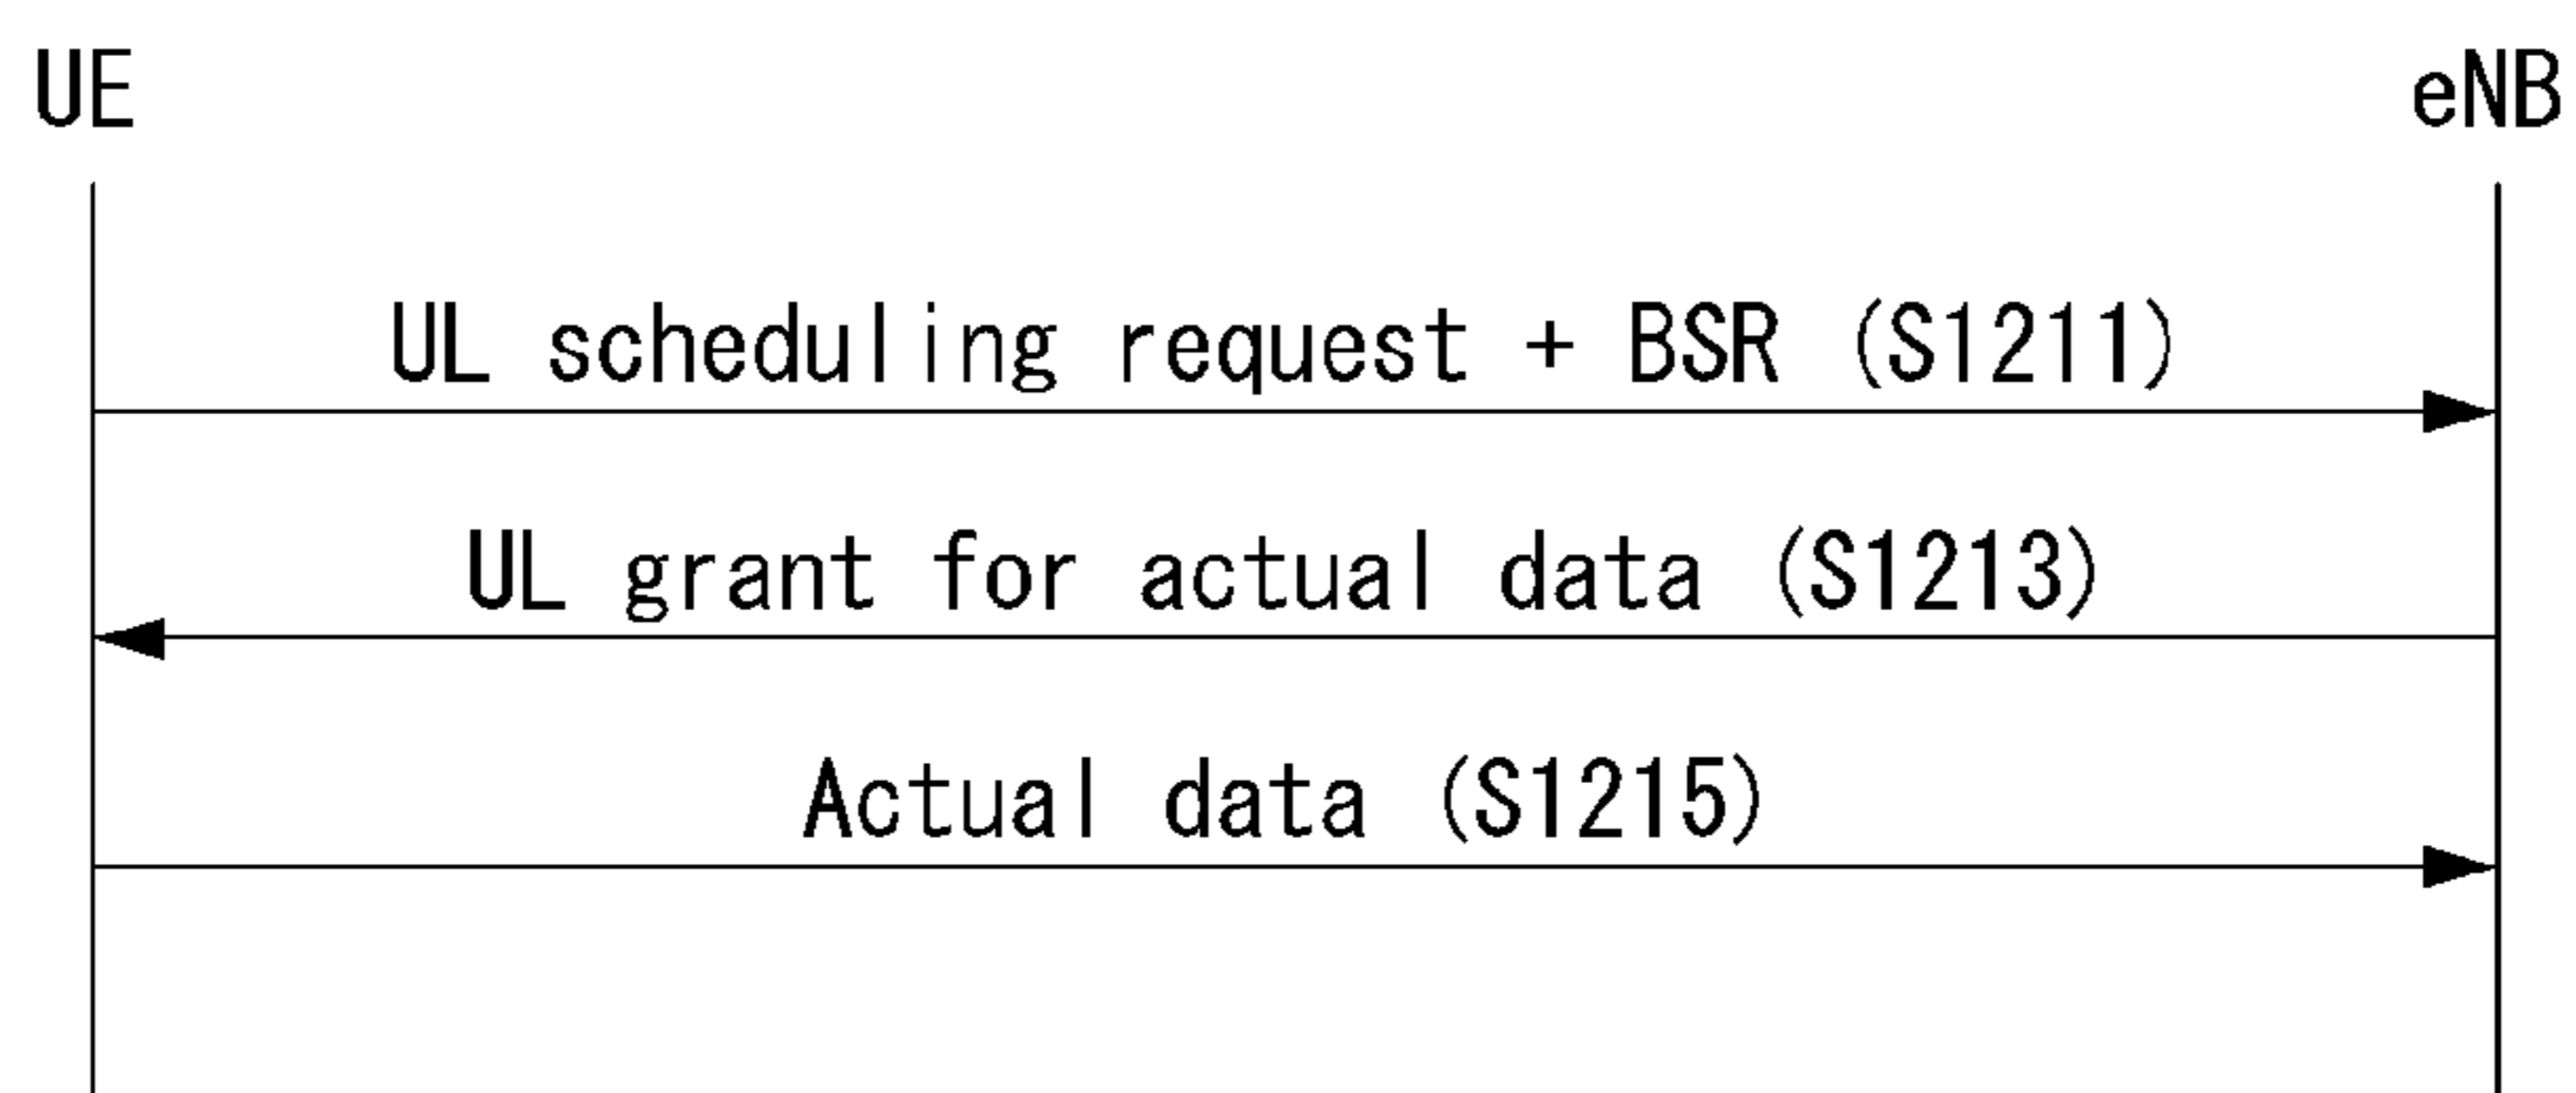 UE eNB
UL scheduling request + BSR (S1211)
UL grant for actual data (S1213)
Actual data (S1215)